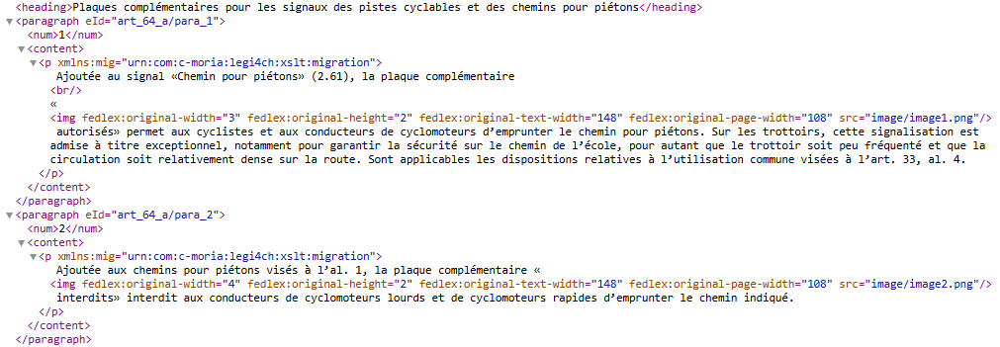 <heading>Plaques complémentaires pour les signaux des pistes cyclables et des chemins pour piétons</heading>
▼<paragraph eId="art_64_a/para_1">
<num>1</num>
▼<content>
▼<p xmlns:mig="urn:com:c-moria:legi4ch:xslt:migration">
Ajoutée au signal «Chemin pour piétons» (2.61), la plaque complémentaire
<br/>
«
<img fedlex:original-width="3" fedlex:original-height="2" fedlex:original-text-width="148" fedlex:original-page-width="108" src="image/image1.png"/>
autorisés» permet aux cyclistes et aux conducteurs de cyclomoteurs d’emprunter le chemin pour piétons. Sur les trottoirs, cette signalisation est
admise à titre exceptionnel, notamment pour garantir la sécurité sur le chemin de l’école, pour autant que le trottoir soit peu fréquenté et que la
circulation soit relativement dense sur la route. Sont applicables les dispositions relatives à l’utilisation commune visées à l’art. 33, al. 4.
</p>
</content>
</paragraph>
▼<paragraph eId="art_64_a/para_2">
<num>2</num>
▼<content>
▼<p xmlns:mig="urn:com:c-moria:legi4ch:xslt:migration">
Ajoutée aux chemins pour piétons visés à l’al. 1, la plaque complémentaire «
<img fedlex:original-width="4" fedlex:original-height="2" fedlex:original-text-width="148" fedlex:original-page-width="108" src="image/image2.png"/>
interdits» interdit aux conducteurs de cyclomoteurs lourds et de cyclomoteurs rapides d’emprunter le chemin indiqué.
</p>
</content>
</paragraph>